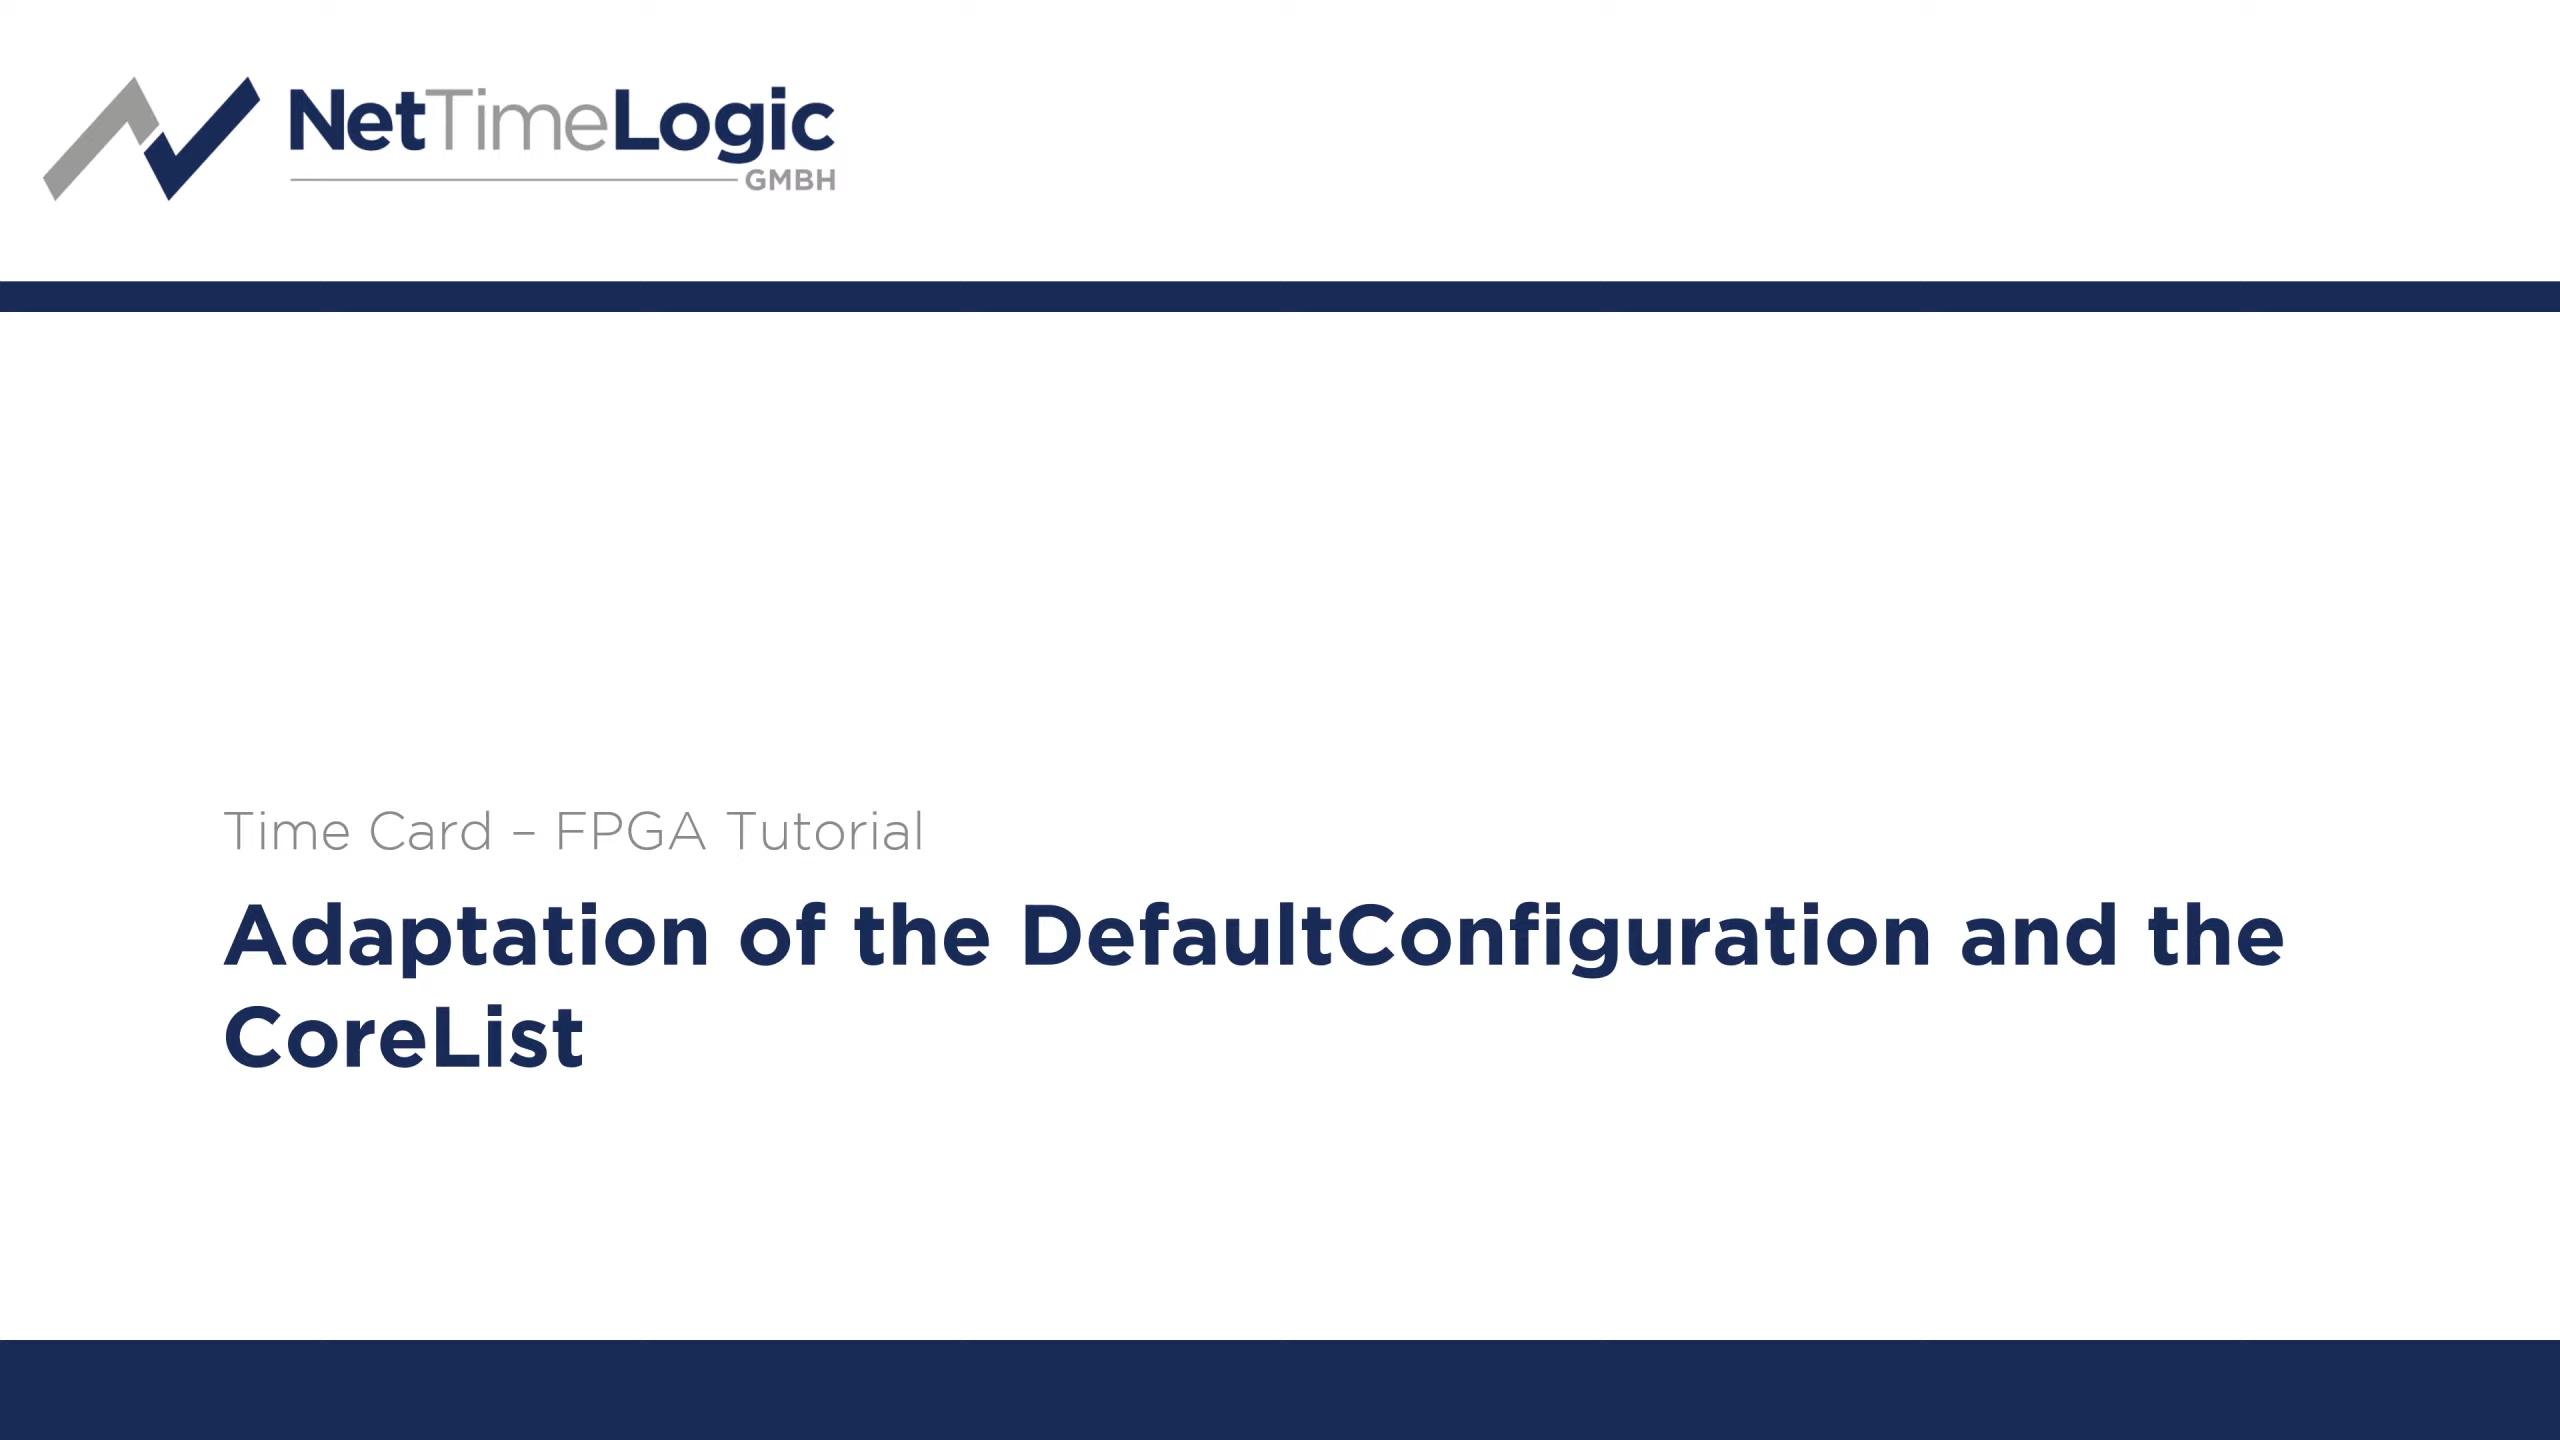 NetTimeLogic
GMBH
Time Card – FPGA Tutorial
Adaptation of the DefaultConfiguration and the
CoreList